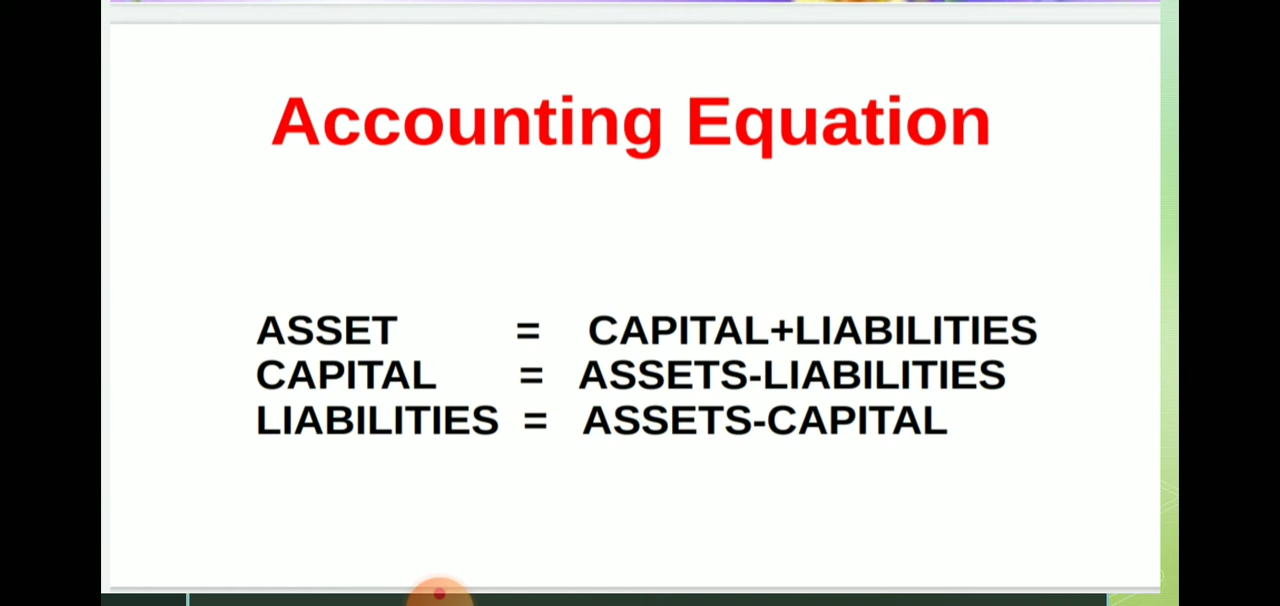 Accounting Equation
ASSET = CAPITAL+LIABILITIES
CAPITAL = ASSETS-LIABILITIES
LIABILITIES = ASSETS-CAPITAL